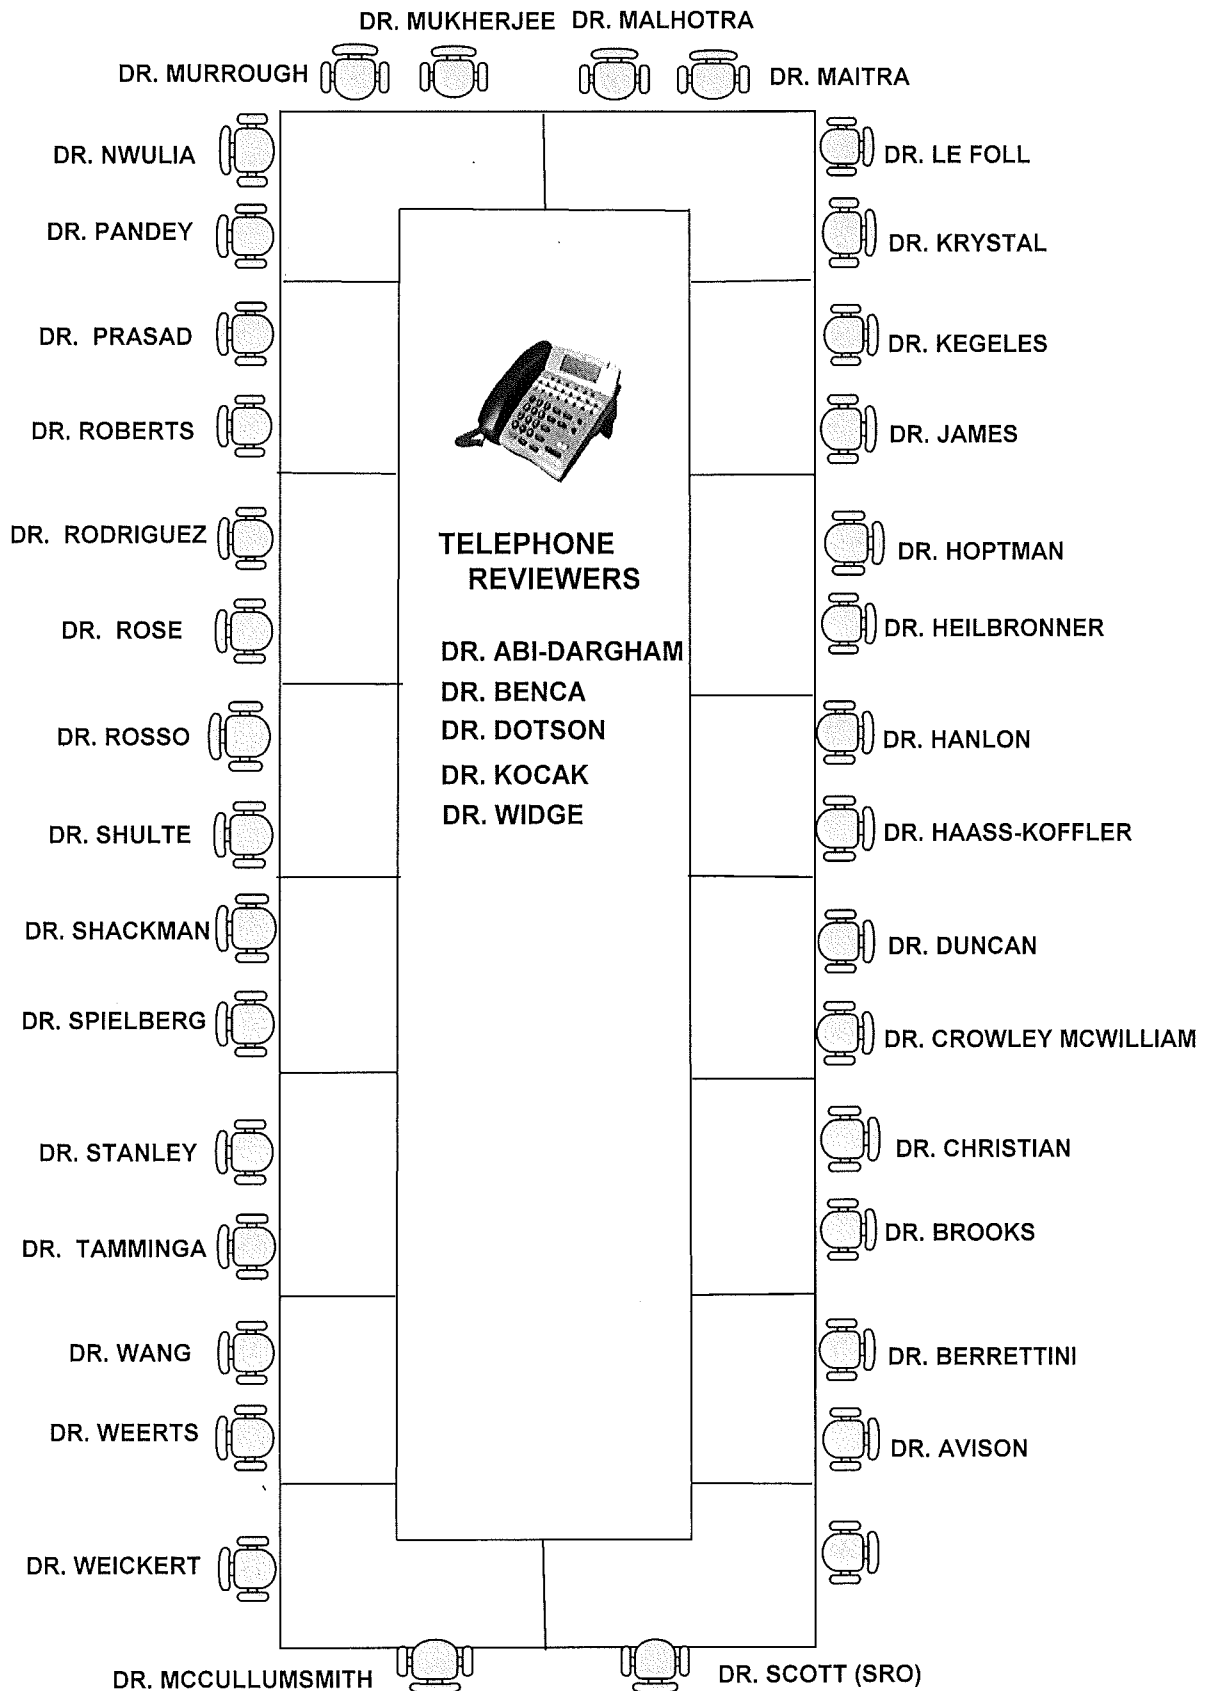 DR. MUKHERJEE DR. MALHOTRA
DR. MURROUGH DR. MAITRA
DR. NWULIA DR. LE FOLL
DR. PANDEY DR. KRYSTAL
DR. PRASAD DR. KEGELES
DR. ROBERTS DR. JAMES
DR. RODRIGUEZ DR. HOPTMAN
DR. ROSE DR. HEILBRONNER
DR. ROSSO DR. HANLON
DR. SHULTE DR. HAASS-KOFFLER
DR. SHACKMAN DR. DUNCAN
DR. SPIELBERG DR. CROWLEY MCWILLIAM
DR. STANLEY DR. CHRISTIAN
DR. TAMMINGA DR. BROOKS
DR. WANG DR. BERRETTINI
DR. WEERTS DR. AVISON
DR. WEICKERT
DR. MCCULLUMSMITH DR. SCOTT (SRO)
TELEPHONE
REVIEWERS
DR. ABI-DARGHAM
DR. BENCA
DR. DOTSON
DR. KOCAK
DR. WIDGE